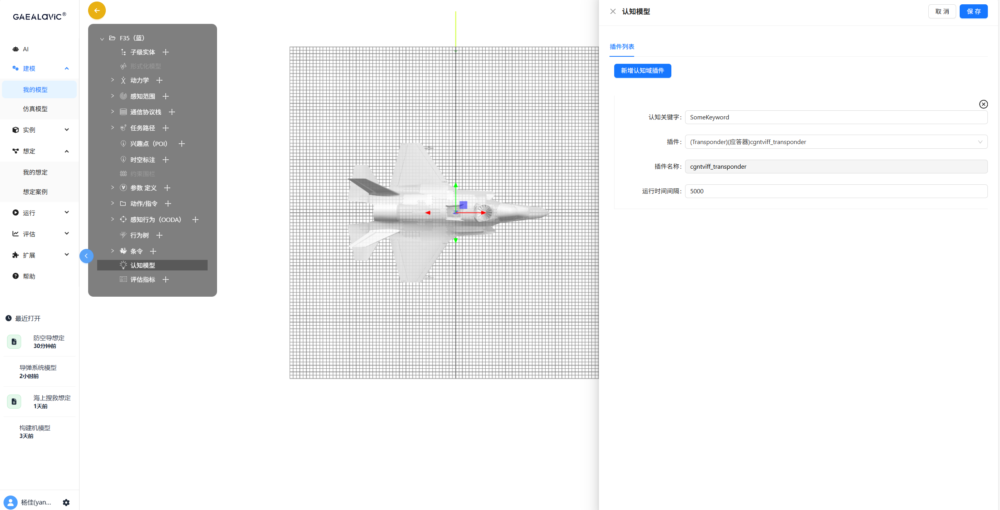 GAEALAVIC®
AI
建模
我的模型
仿真模型
实例
想定
我的想定
想定案例
运行
评估
扩展
帮助
最近打开
防空导想定
30分钟前
导弹系统模型
2小时前
海上搜救想定
1天前
构建机模型
3天前
杨佳(yan...
F35（蓝）
子级实体
形式化模型
动力学
感知范围
通信协议栈
任务路径
兴趣点（POI）
时空标注
约束围栏
参数 定义
动作/指令
感知行为（OODA）
行为树
条令
认知模型
评估指标
认知模型
取 消
保 存
插件列表
新增认知域插件
认知关键字: SomeKeyword
插件: (Transponder)(应答器)cgntviff_transponder
插件名称: cgntviff_transponder
运行时间间隔: 5000